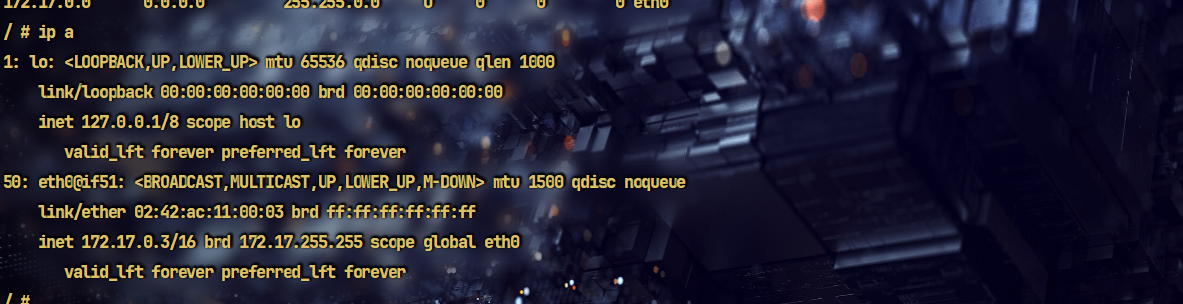 172.17.0.0      0.0.0.0         255.255.0.0     U     0      0        0 eth0
/ # ip a
1: lo: <LOOPBACK,UP,LOWER_UP> mtu 65536 qdisc noqueue qlen 1000
    link/loopback 00:00:00:00:00:00 brd 00:00:00:00:00:00
    inet 127.0.0.1/8 scope host lo
       valid_lft forever preferred_lft forever
50: eth0@if51: <BROADCAST,MULTICAST,UP,LOWER_UP,M-DOWN> mtu 1500 qdisc noqueue
    link/ether 02:42:ac:11:00:03 brd ff:ff:ff:ff:ff:ff
    inet 172.17.0.3/16 brd 172.17.255.255 scope global eth0
       valid_lft forever preferred_lft forever
/ #